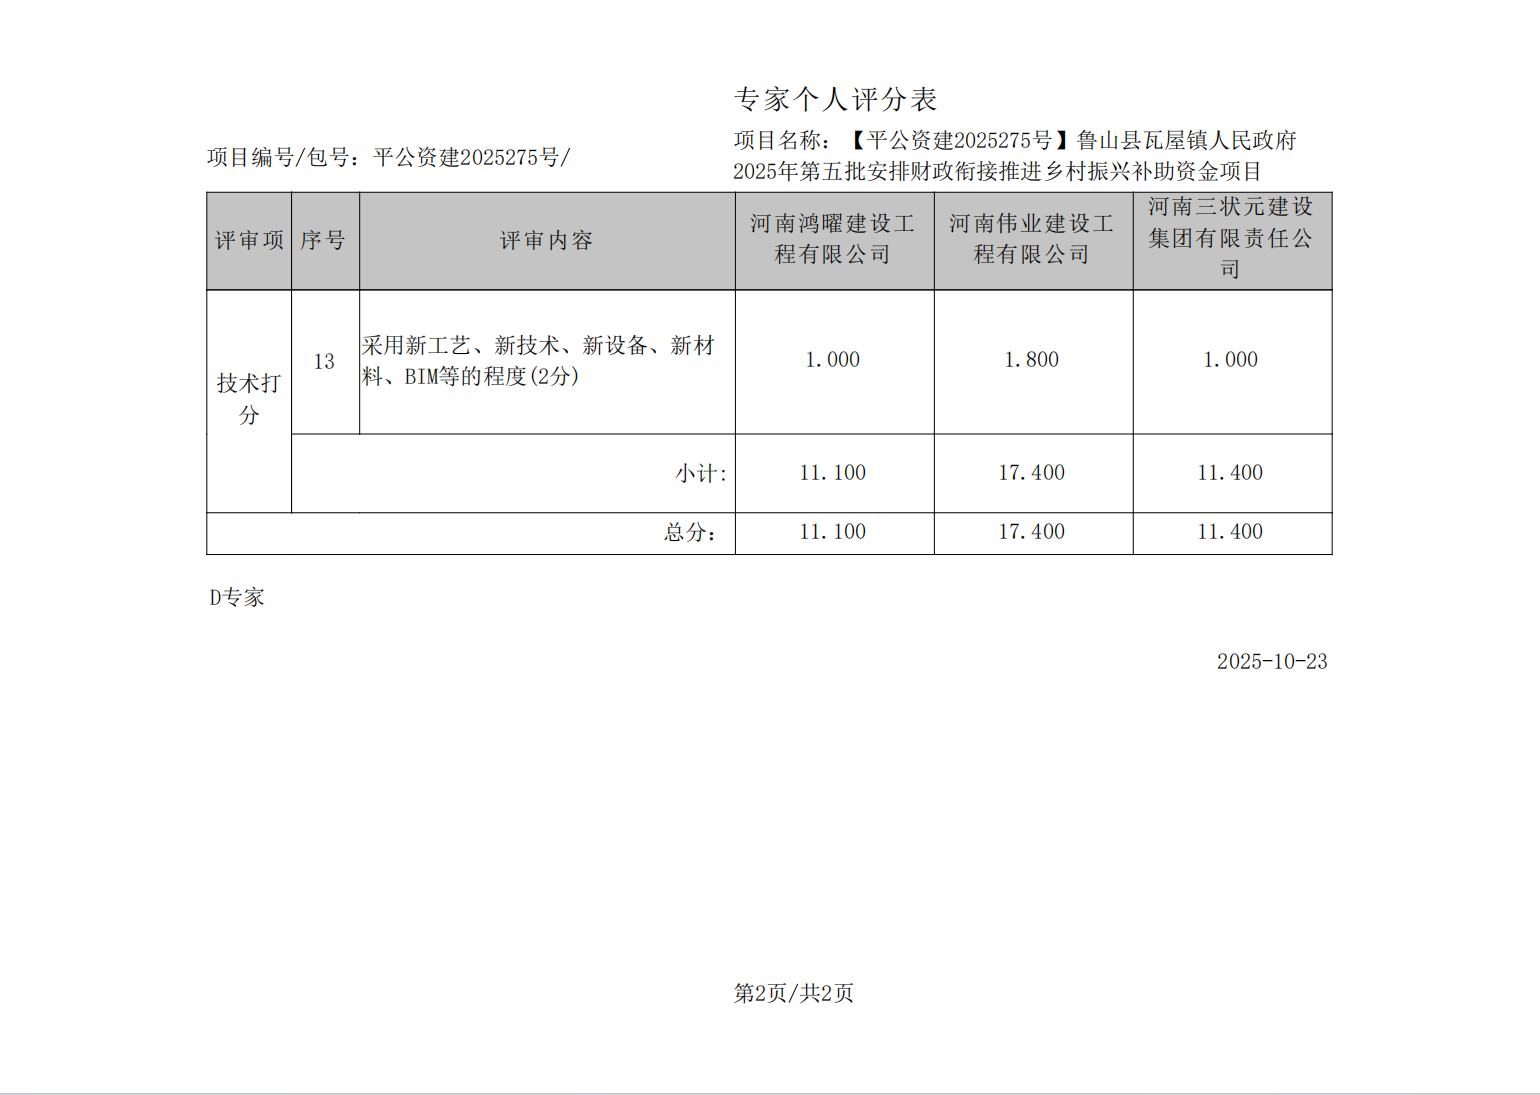 专家个人评分表
项目编号/包号：平公资建2025275号/
项目名称：【平公资建2025275号】鲁山县瓦屋镇人民政府
2025年第五批安排财政衔接推进乡村振兴补助资金项目
评审项 序号 评审内容 河南鸿曜建设工程有限公司 河南伟业建设工程有限公司 河南三状元建设集团有限责任公司
技术打分 13 采用新工艺、新技术、新设备、新材料、BIM等的程度(2分) 1.000 1.800 1.000
小计: 11.100 17.400 11.400
总分： 11.100 17.400 11.400
D专家
2025-10-23
第2页/共2页